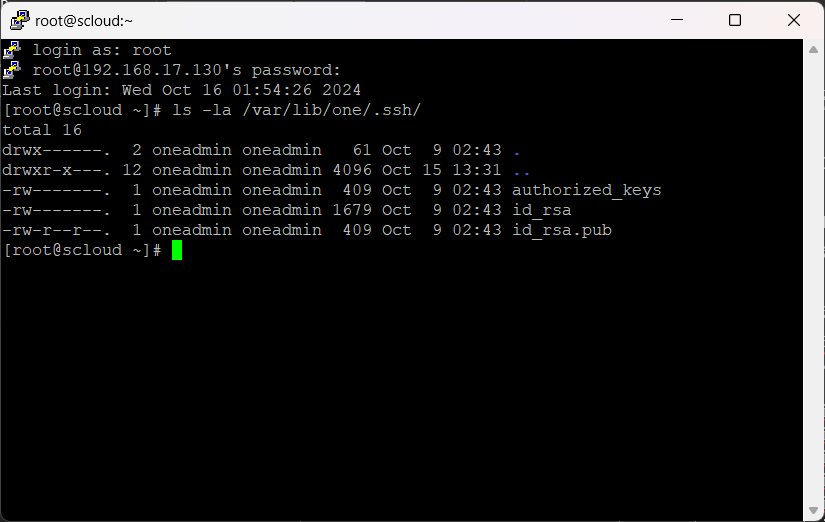 root@scloud:~
login as: root
root@192.168.17.130's password:
Last login: Wed Oct 16 01:54:26 2024
[root@scloud ~]# ls -la /var/lib/one/.ssh/
total 16
drwx------.  2 oneadmin oneadmin   61 Oct  9 02:43 .
drwxr-x---. 12 oneadmin oneadmin 4096 Oct 15 13:31 ..
-rw-------.  1 oneadmin oneadmin  409 Oct  9 02:43 authorized_keys
-rw-------.  1 oneadmin oneadmin 1679 Oct  9 02:43 id_rsa
-rw-r--r--.  1 oneadmin oneadmin  409 Oct  9 02:43 id_rsa.pub
[root@scloud ~]#